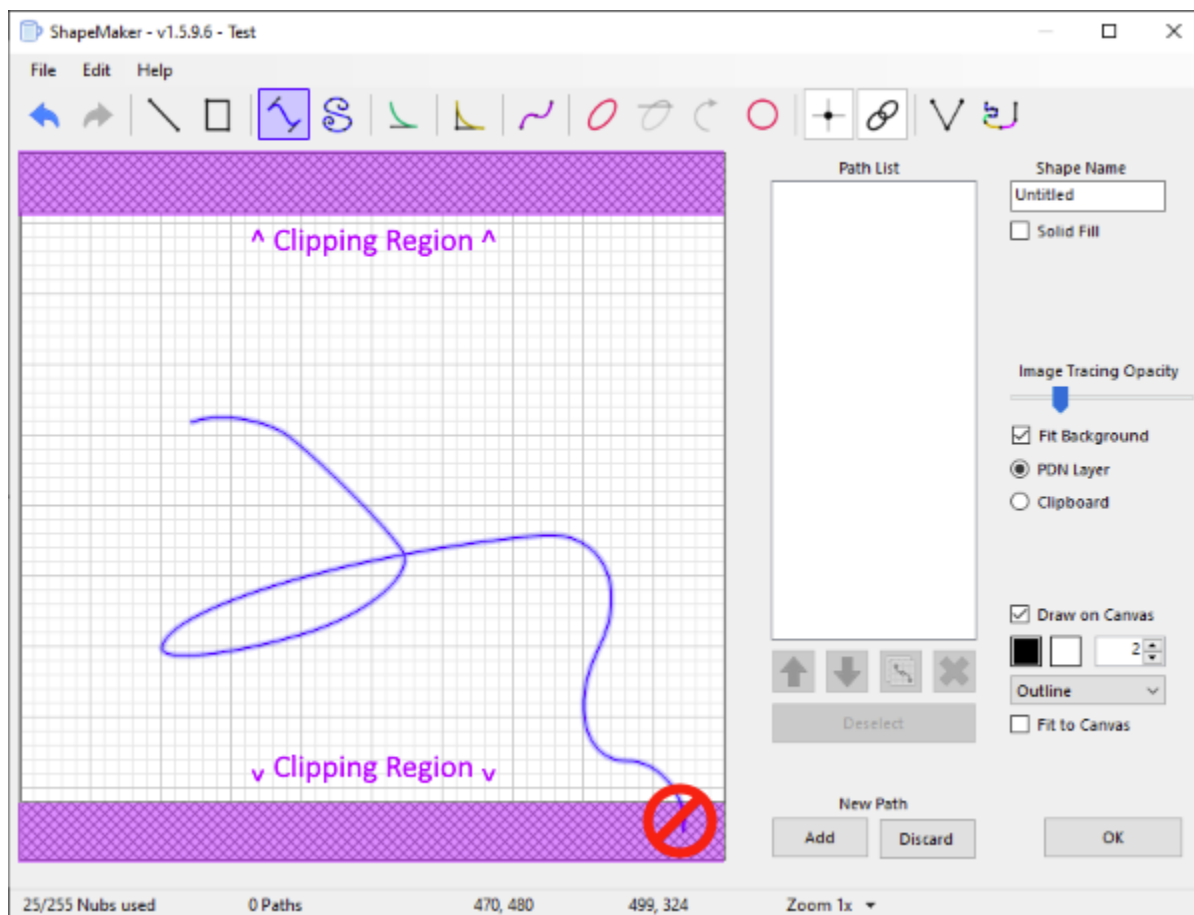 ShapeMaker - v1.5.9.6 - Test
File Edit Help
Path List
Shape Name
Untitled
Solid Fill
^ Clipping Region ^
Image Tracing Opacity
Fit Background
PDN Layer
Clipboard
Draw on Canvas
2
Outline
Deselect
Fit to Canvas
v Clipping Region v
New Path
Add Discard OK
25/255 Nubs used 0 Paths 470, 480 499, 324 Zoom 1x